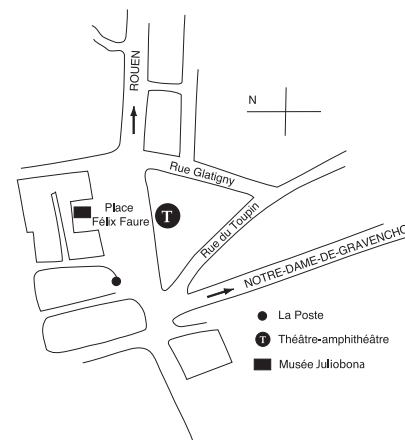 ROUEN
N
Rue Glatigny
Place
Félix Faure
T
Rue du Toupin
NOTRE-DAME-DE-GRAVENCHO
La Poste
T
Théâtre-amphithéâtre
Musée Juliobona